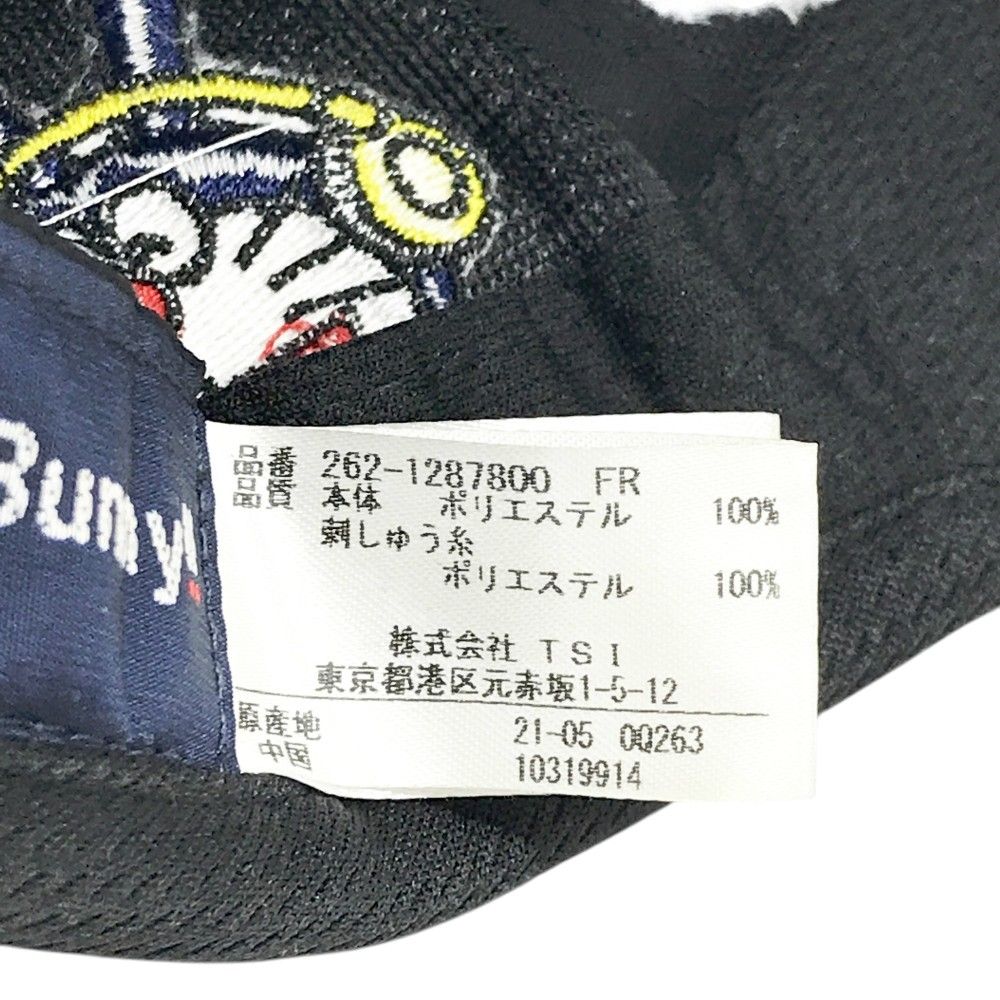 Bunny!
品番 262-1287800 FR
品質 本体 ポリエステル 100%
刺しゅう糸
ポリエステル 100%
株式会社 TSI
東京都港区元赤坂1-5-12
原産地
中国
21-05 0Q263
10319914